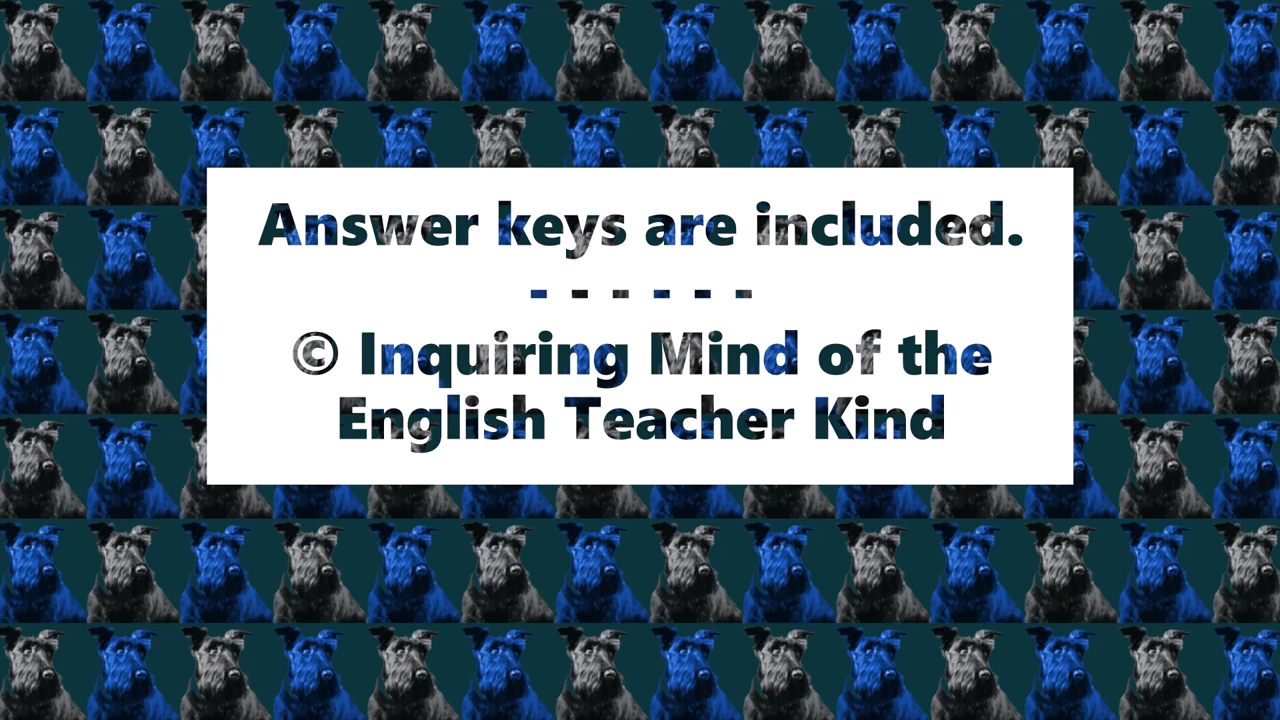 Answer keys are included.
- - - - - -
© Inquiring Mind of the
English Teacher Kind